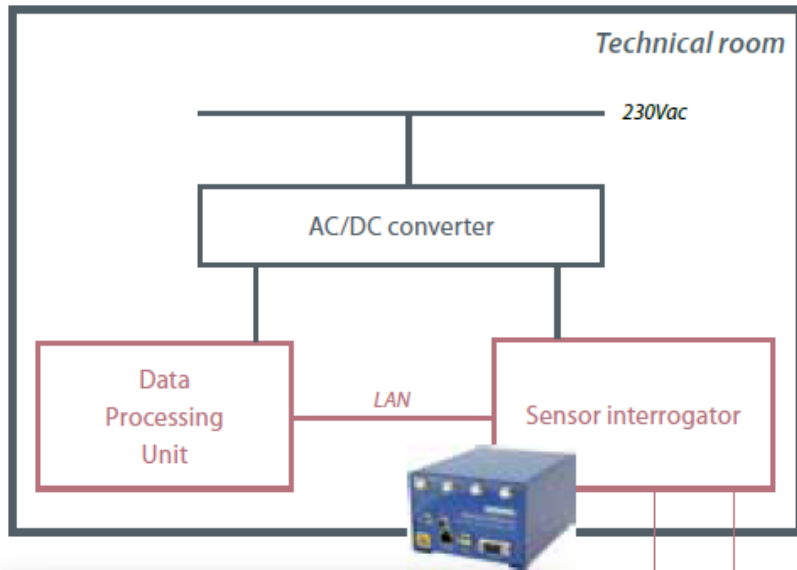 Technical room
230Vac
AC/DC converter
Data
Processing
Unit
LAN
Sensor interrogator